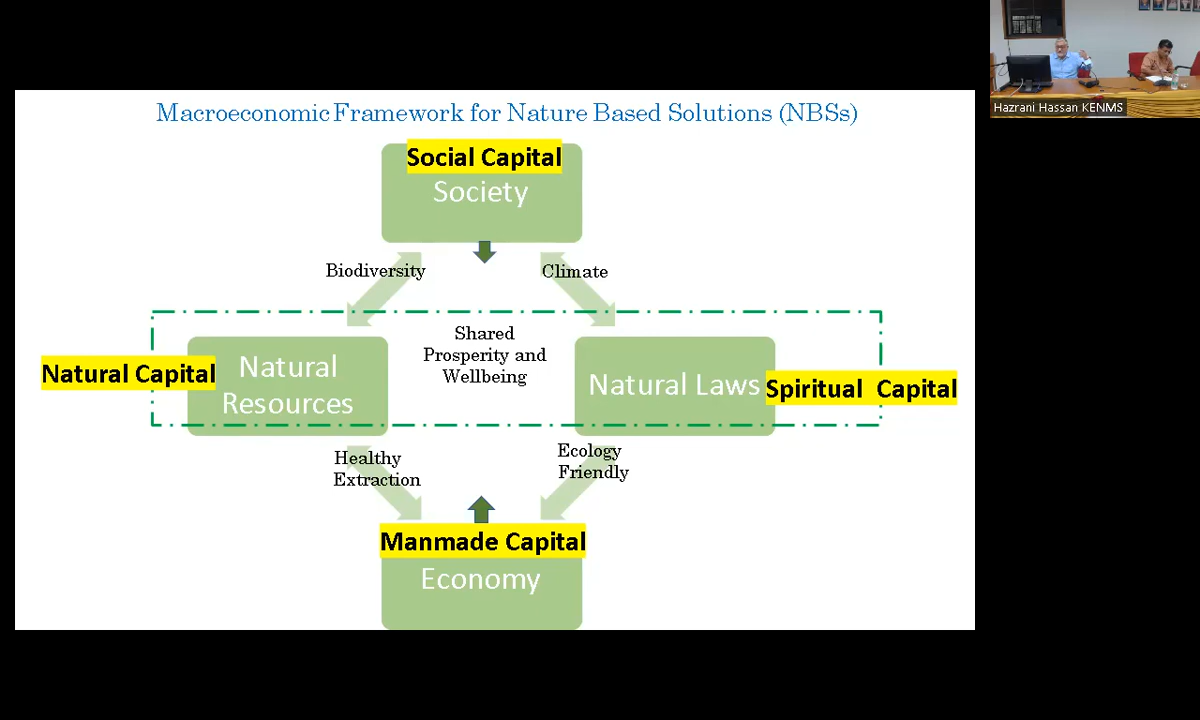 Macroeconomic Framework for Nature Based Solutions (NBSs)
Hazrani Hassan KENMS
Social Capital
Society
Biodiversity
Climate
Shared
Prosperity and
Wellbeing
Natural Capital
Natural
Resources
Natural Laws
Spiritual Capital
Healthy
Extraction
Ecology
Friendly
Manmade Capital
Economy